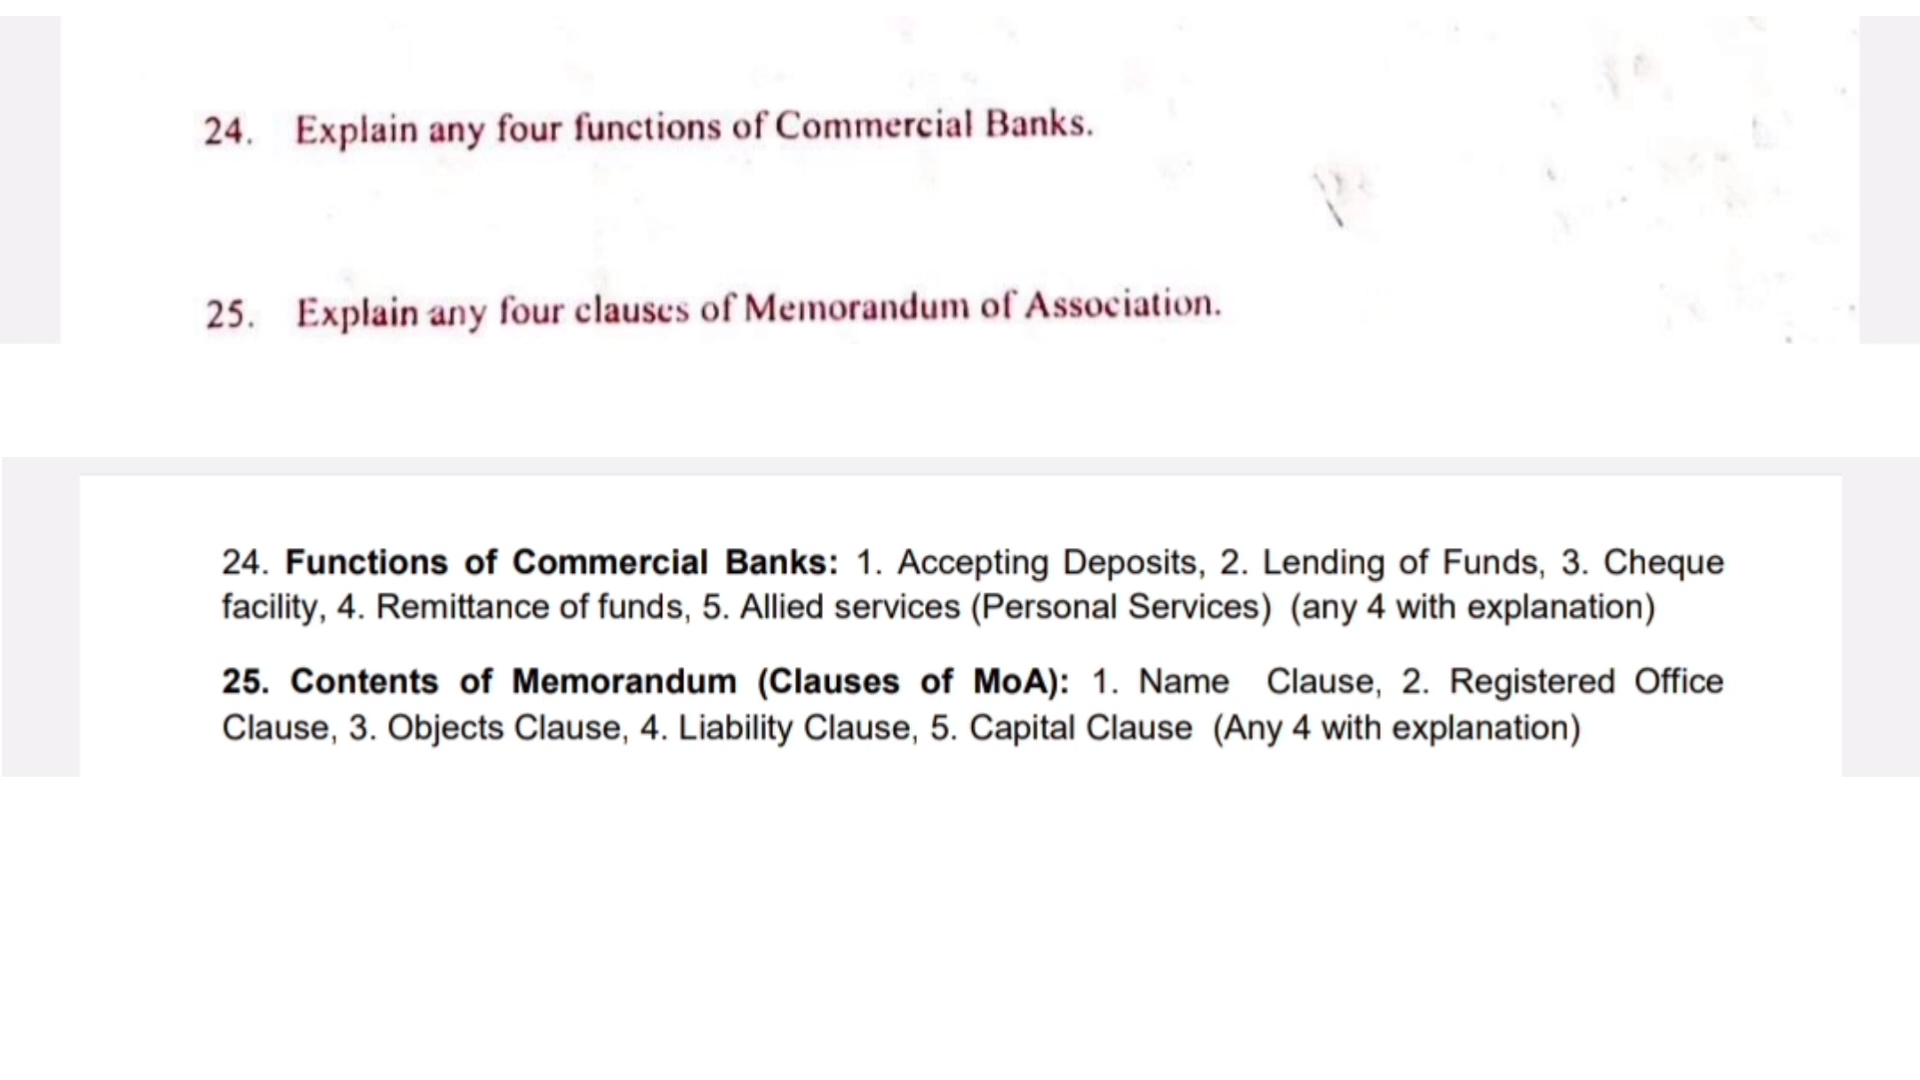 24. Explain any four functions of Commercial Banks.
25. Explain any four clauses of Memorandum of Association.
24. Functions of Commercial Banks: 1. Accepting Deposits, 2. Lending of Funds, 3. Cheque
facility, 4. Remittance of funds, 5. Allied services (Personal Services) (any 4 with explanation)
25. Contents of Memorandum (Clauses of MoA): 1. Name Clause, 2. Registered Office
Clause, 3. Objects Clause, 4. Liability Clause, 5. Capital Clause (Any 4 with explanation)